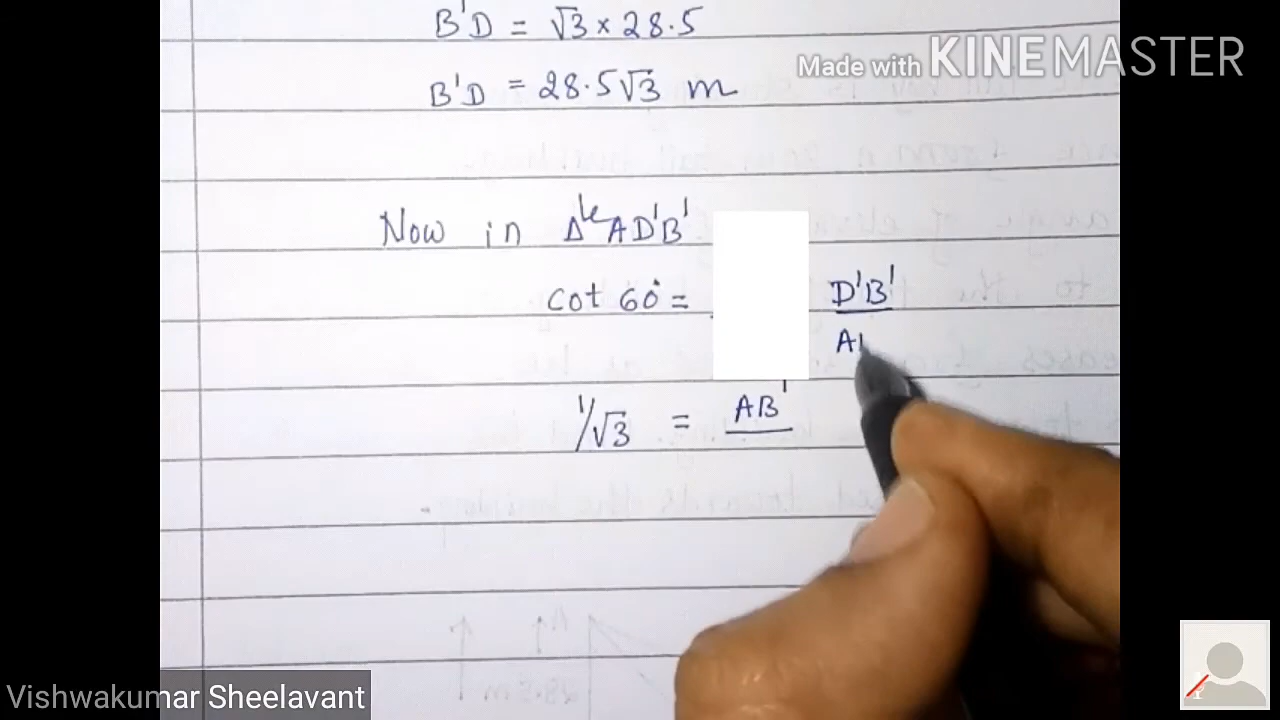 B'D = √3 × 28.5
Made with KINEMASTER
B'D = 28.5√3 m
Now in Δle AD'B'
cot 60° = D'B'
A
1/√3 = AB'
Vishwakumar Sheelavant